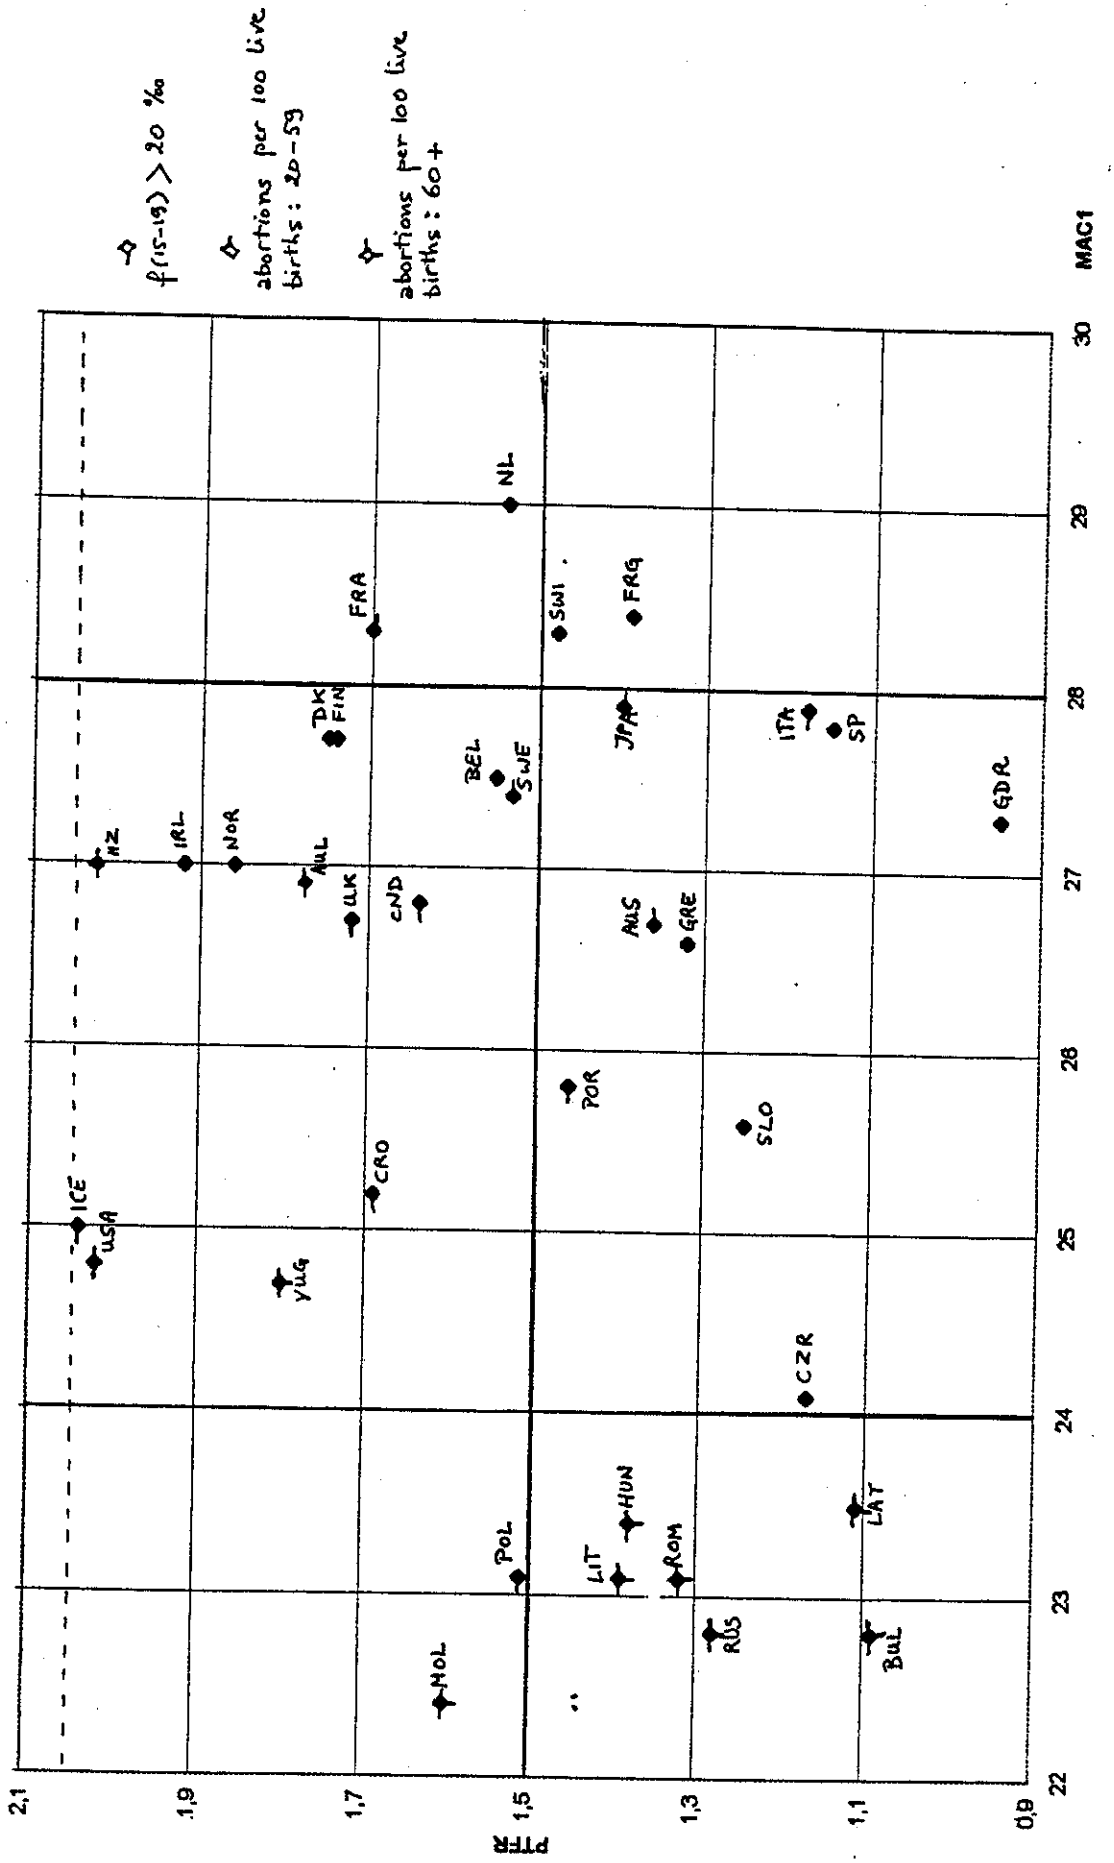 f(15-19) > 20 ‰
abortions per 100 live
births: 20-59
abortions per 100 live
births: 60+
PTFR
2,1
1,9
1,7
1,5
1,3
1,1
0,9
ICE
USA
NZ
IRL
NOR
YUG
AUL
DK
FIN
UK
FRA
CRO
CND
MOL
BEL
SWE
NL
POL
POR
SWI
LIT
HUN
JPA
FRG
ROM
AUS
GRE
RUS
SLO
CZR
ITA
SP
LAT
BUL
GDR
22
23
24
25
26
27
28
29
30
MAC1